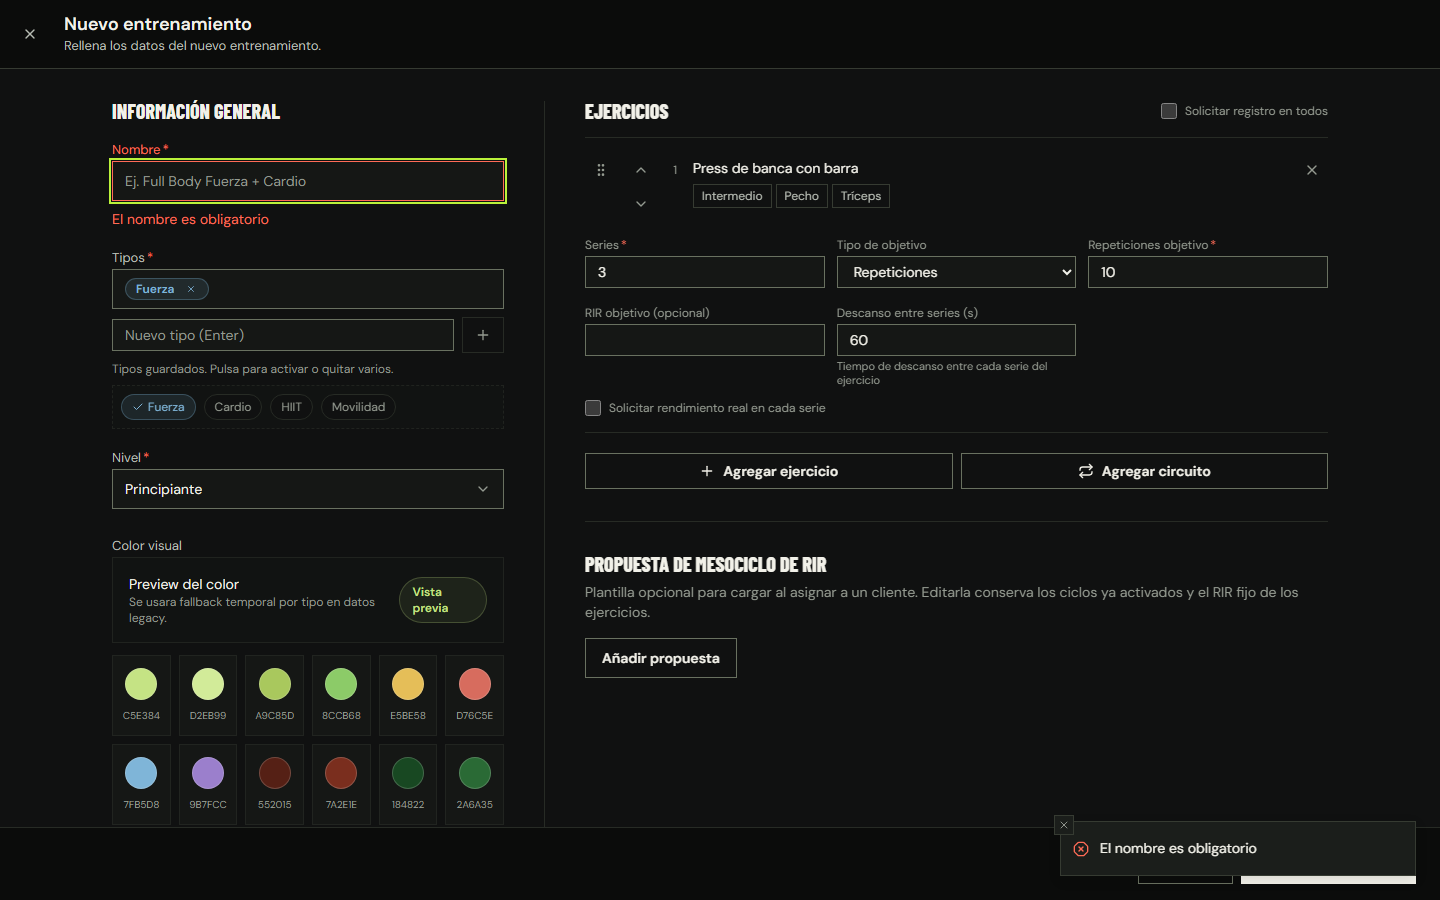 Nuevo entrenamiento
Rellena los datos del nuevo entrenamiento.
INFORMACIÓN GENERAL
Nombre *
Ej. Full Body Fuerza + Cardio
El nombre es obligatorio
Tipos *
Fuerza
Nuevo tipo (Enter)
Tipos guardados. Pulsa para activar o quitar varios.
Fuerza Cardio HIIT Movilidad
Nivel *
Principiante
Color visual
Preview del color
Se usara fallback temporal por tipo en datos
legacy.
Vista
previa
C5E384 D2EB99 A9C85D 8CCB68 E5BE58 D76C5E
7FB5D8 9B7FCC 552015 7A2E1E 184822 2A6A35
EJERCICIOS
Solicitar registro en todos
1 Press de banca con barra
Intermedio Pecho Tríceps
Series * Tipo de objetivo Repeticiones objetivo *
3 Repeticiones 10
RIR objetivo (opcional) Descanso entre series (s)
60
Tiempo de descanso entre cada serie del
ejercicio
Solicitar rendimiento real en cada serie
Agregar ejercicio Agregar circuito
PROPUESTA DE MESOCICLO DE RIR
Plantilla opcional para cargar al asignar a un cliente. Editarla conserva los ciclos ya activados y el RIR fijo de los
ejercicios.
Añadir propuesta
El nombre es obligatorio